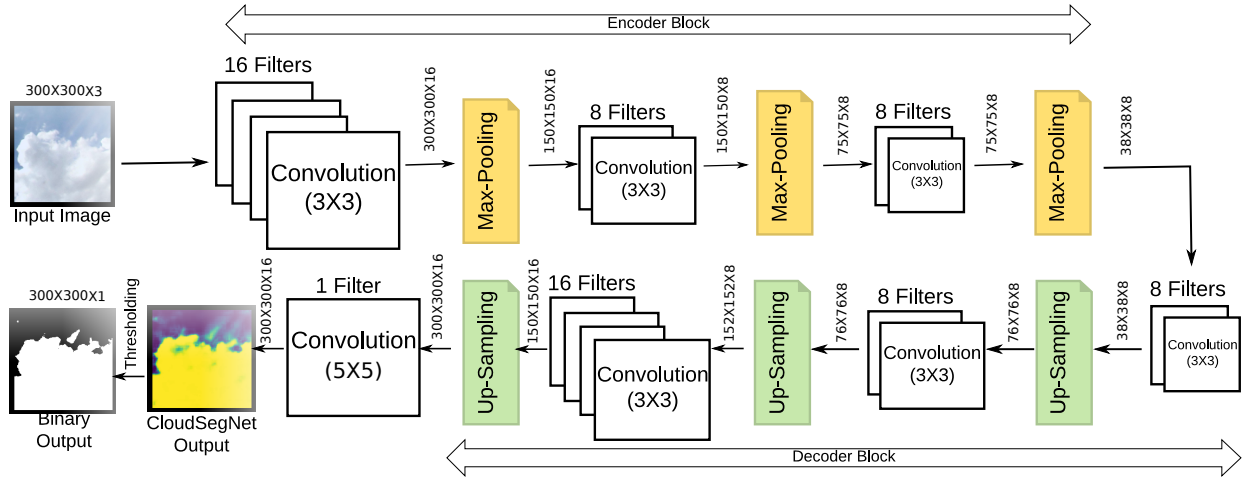 Encoder Block
300X300X3
Input Image
16 Filters
Convolution
(3X3)
300X300X16
Max-Pooling
150X150X16
8 Filters
Convolution
(3X3)
150X150X8
Max-Pooling
75X75X8
8 Filters
Convolution
(3X3)
75X75X8
Max-Pooling
38X38X8
8 Filters
Convolution
(3X3)
38X38X8
Up-Sampling
76X76X8
8 Filters
Convolution
(3X3)
76X76X8
Up-Sampling
152X152X8
16 Filters
Convolution
(3X3)
150X150X16
Up-Sampling
300X300X16
1 Filter
Convolution
(5X5)
300X300X16
CloudSegNet
Output
Thresholding
300X300X1
Binary
Output
Decoder Block